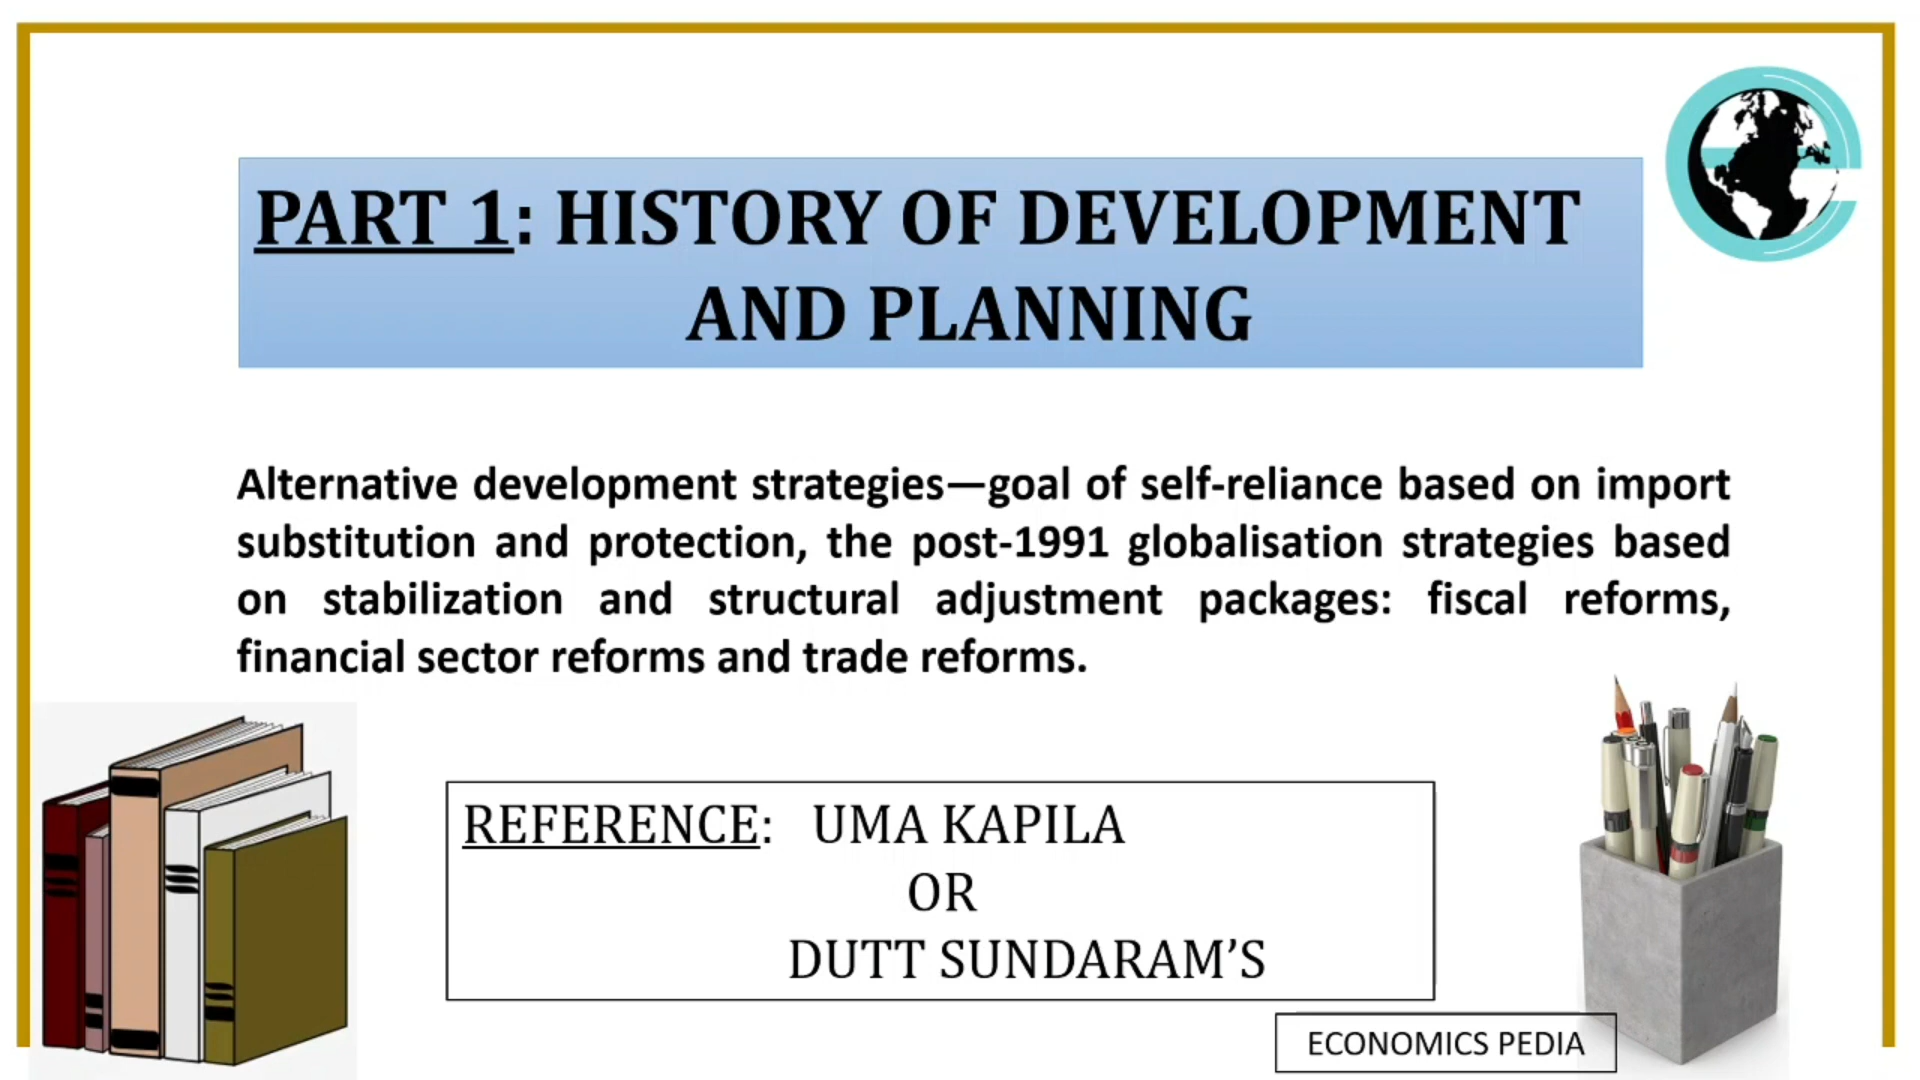 PART 1: HISTORY OF DEVELOPMENT
AND PLANNING
Alternative development strategies—goal of self-reliance based on import
substitution and protection, the post-1991 globalisation strategies based
on stabilization and structural adjustment packages: fiscal reforms,
financial sector reforms and trade reforms.
REFERENCE: UMA KAPILA
OR
DUTT SUNDARAM’S
ECONOMICS PEDIA